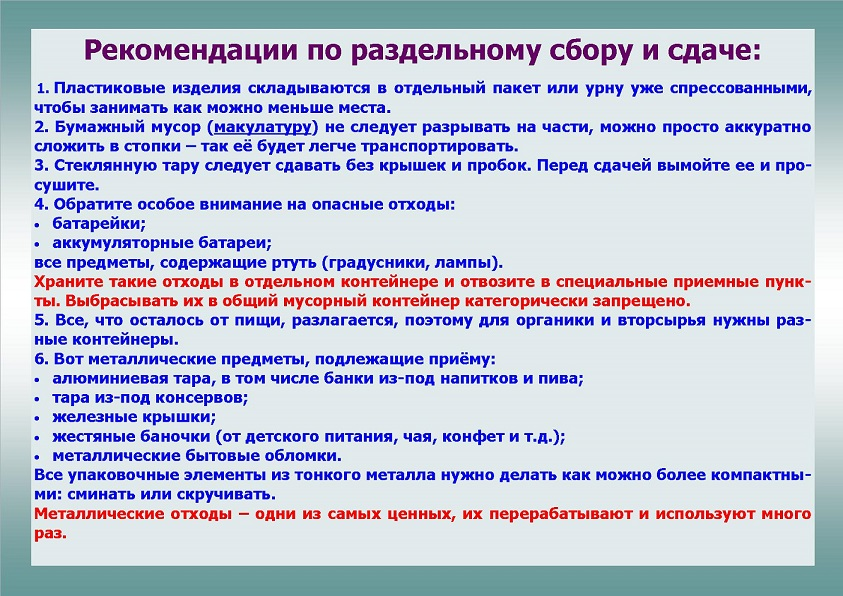 Рекомендации по раздельному сбору и сдаче:
1. Пластиковые изделия складываются в отдельный пакет или урну уже спрессованными,
чтобы занимать как можно меньше места.
2. Бумажный мусор (макулатуру) не следует разрывать на части, можно просто аккуратно
сложить в стопки – так её будет легче транспортировать.
3. Стеклянную тару следует сдавать без крышек и пробок. Перед сдачей вымойте ее и про-
сушите.
4. Обратите особое внимание на опасные отходы:
• батарейки;
• аккумуляторные батареи;
все предметы, содержащие ртуть (градусники, лампы).
Храните такие отходы в отдельном контейнере и отвозите в специальные приемные пунк-
ты. Выбрасывать их в общий мусорный контейнер категорически запрещено.
5. Все, что осталось от пищи, разлагается, поэтому для органики и вторсырья нужны раз-
ные контейнеры.
6. Вот металлические предметы, подлежащие приёму:
• алюминиевая тара, в том числе банки из-под напитков и пива;
• тара из-под консервов;
• железные крышки;
• жестяные баночки (от детского питания, чая, конфет и т.д.);
• металлические бытовые обломки.
Все упаковочные элементы из тонкого металла нужно делать как можно более компактны-
ми: сминать или скручивать.
Металлические отходы – одни из самых ценных, их перерабатывают и используют много
раз.